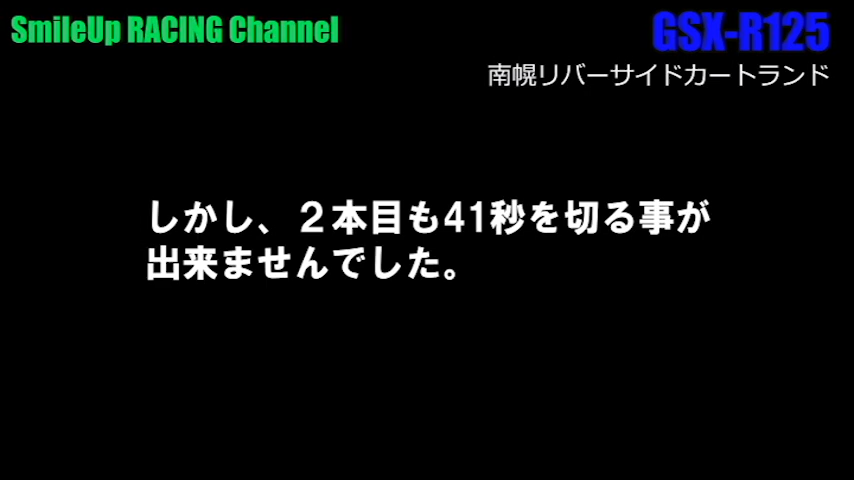 SmileUp RACING Channel
GSX-R125
南幌リバーサイドカートランド
しかし、２本目も41秒を切る事が
出来ませんでした。